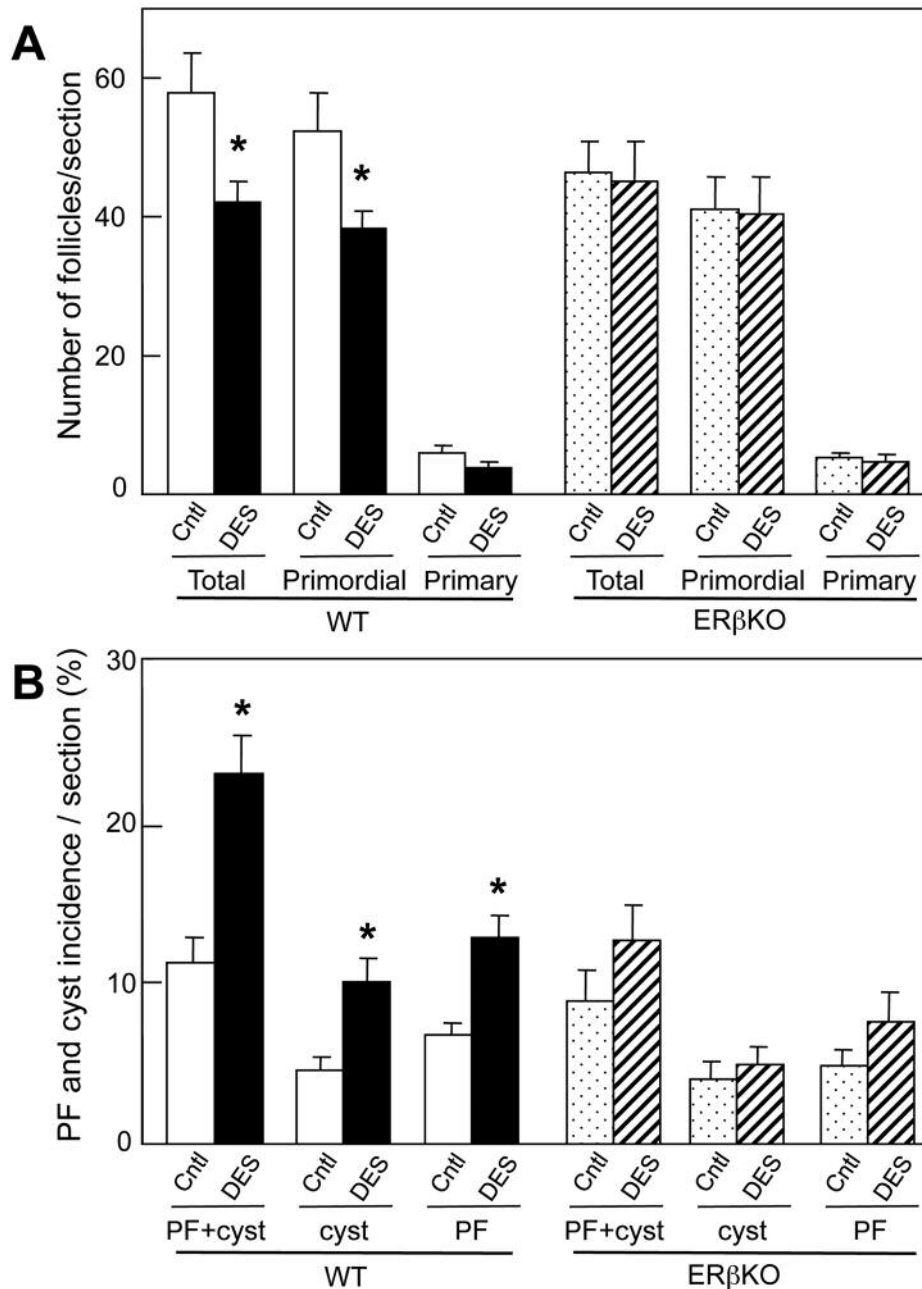 A
Number of follicles/section
60
40
20
0
* *
Cntl DES Cntl DES Cntl DES Cntl DES Cntl DES Cntl DES
Total Primordial Primary Total Primordial Primary
WT ERβKO
B
PF and cyst incidence / section (%)
30
20
10
0
* * *
Cntl DES Cntl DES Cntl DES Cntl DES Cntl DES Cntl DES
PF+cyst cyst PF PF+cyst cyst PF
WT ERβKO